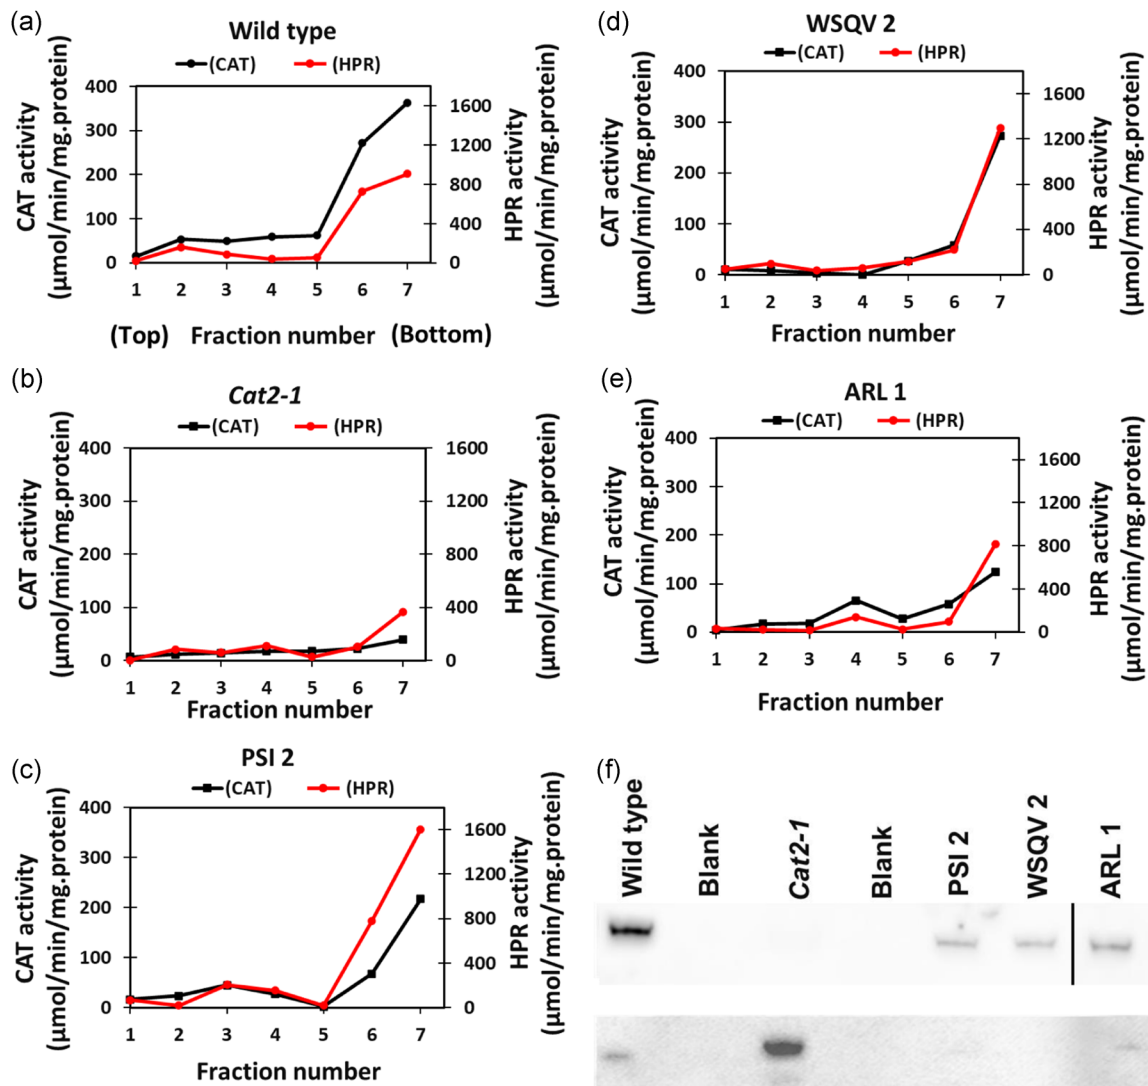 (a)
Wild type
(CAT) (HPR)
CAT activity
(µmol/min/mg.protein)
400
300
200
100
0
HPR activity
(µmol/min/mg.protein)
1600
1200
800
400
0
1 2 3 4 5 6 7
(Top) Fraction number (Bottom)
(d)
WSQV 2
(CAT) (HPR)
CAT activity
(µmol/min/mg.protein)
400
300
200
100
0
HPR activity
(µmol/min/mg.protein)
1600
1200
800
400
0
1 2 3 4 5 6 7
Fraction number
(b)
Cat2-1
(CAT) (HPR)
CAT activity
(µmol/min/mg.protein)
400
300
200
100
0
HPR activity
(µmol/min/mg.protein)
1600
1200
800
400
0
1 2 3 4 5 6 7
Fraction number
(e)
ARL 1
(CAT) (HPR)
CAT activity
(µmol/min/mg.protein)
400
300
200
100
0
HPR activity
(µmol/min/mg.protein)
1600
1200
800
400
0
1 2 3 4 5 6 7
Fraction number
(c)
PSI 2
(CAT) (HPR)
CAT activity
(µmol/min/mg.protein)
400
300
200
100
0
HPR activity
(µmol/min/mg.protein)
1600
1200
800
400
0
1 2 3 4 5 6 7
Fraction number
(f)
Wild type
Blank
Cat2-1
Blank
PSI 2
WSQV 2
ARL 1